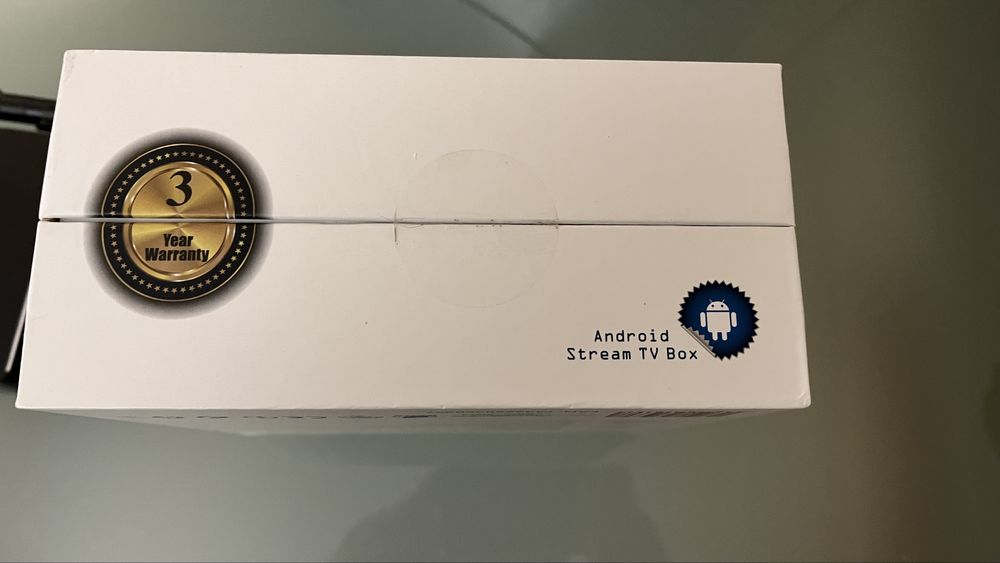 3
Year
Warranty
Android
Stream TV Box